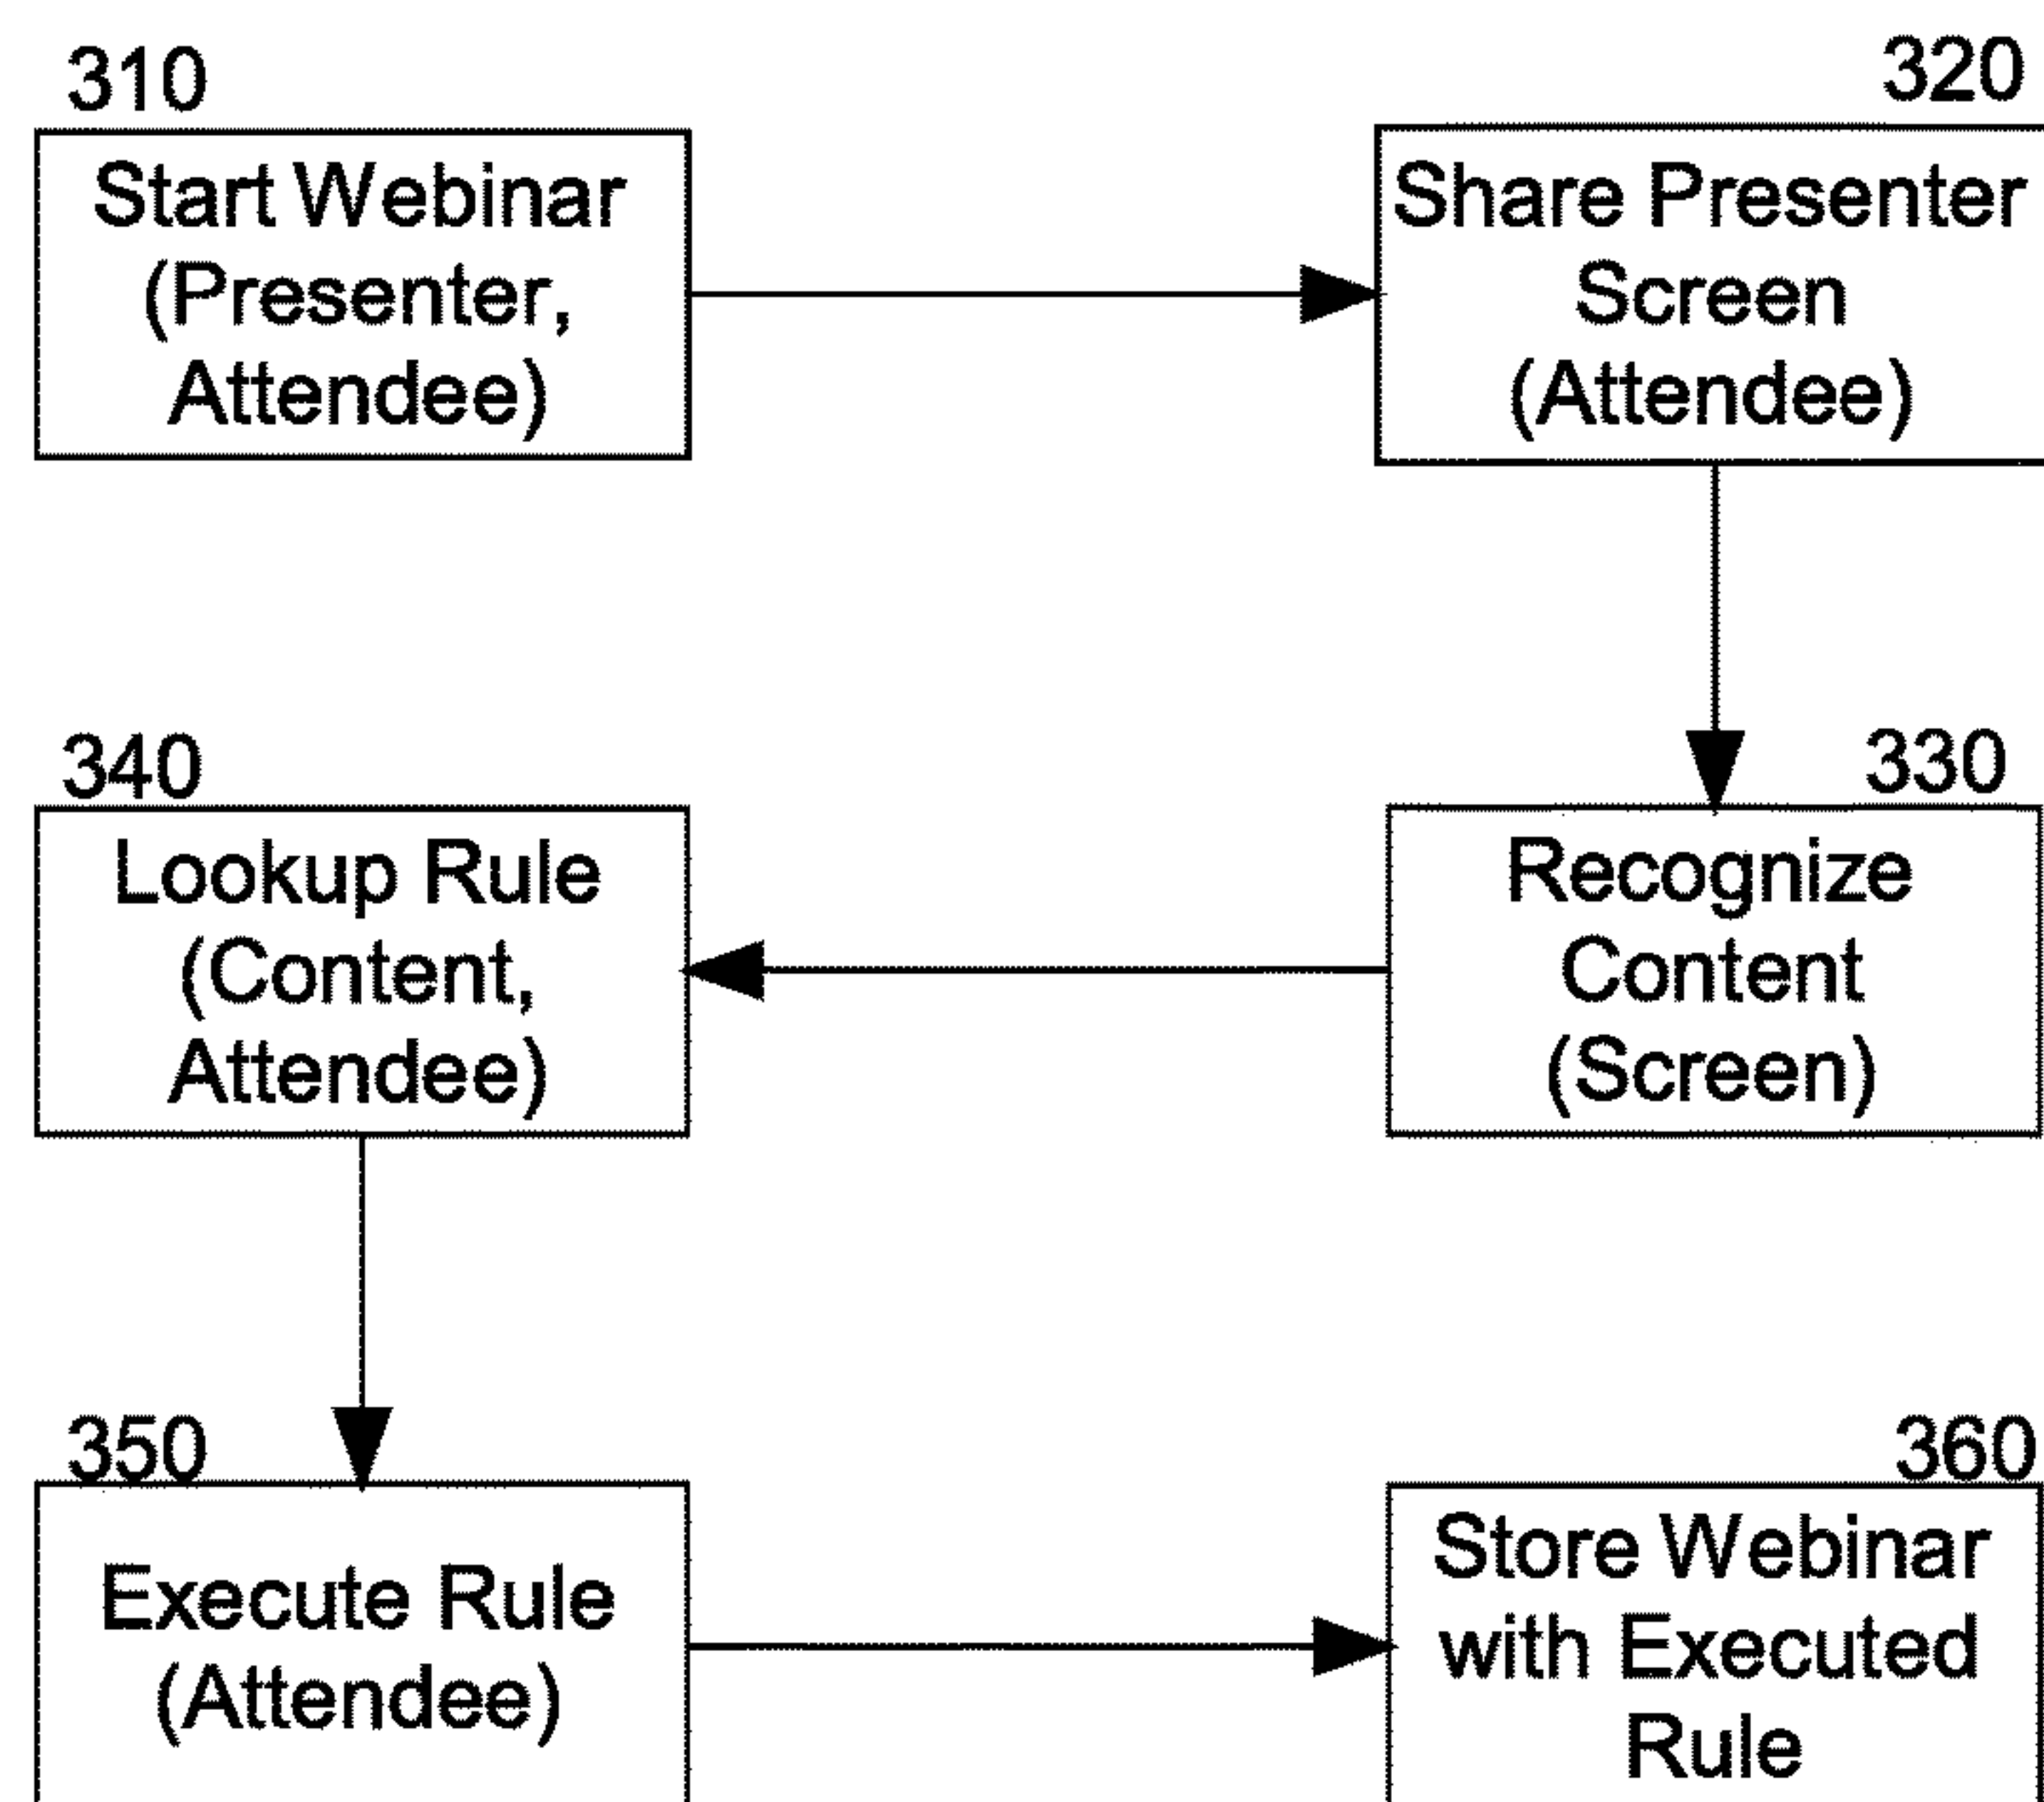 310
Start Webinar
(Presenter,
Attendee)
320
Share Presenter
Screen
(Attendee)
330
Recognize
Content
(Screen)
340
Lookup Rule
(Content,
Attendee)
350
Execute Rule
(Attendee)
360
Store Webinar
with Executed
Rule